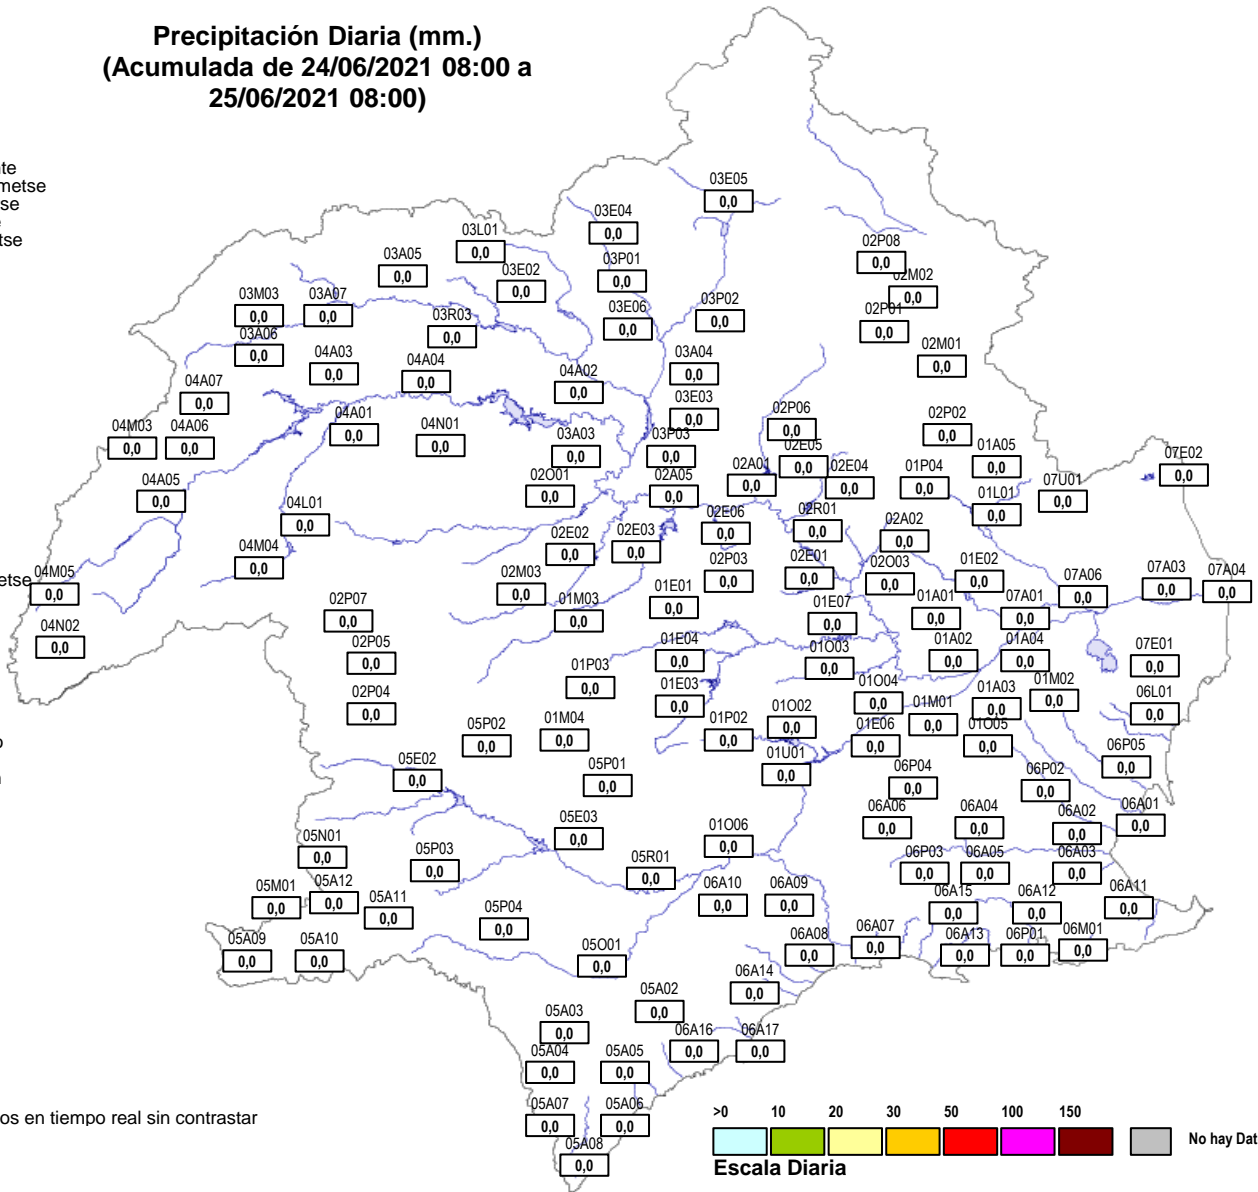 Precipitación Diaria (mm.)
(Acumulada de 24/06/2021 08:00 a
25/06/2021 08:00)
te
metse
se
tse
03E05
0,0
03E04
0,0
03L01
0,0
03A05
0,0
03P01
0,0
03E02
0,0
02P08
0,0
02M02
0,0
03M03
0,0
03A07
0,0
03P02
0,0
03E06
0,0
03R03
0,0
02P01
0,0
03A06
0,0
04A03
0,0
04A04
0,0
03A04
0,0
02M01
0,0
04A02
0,0
04A07
0,0
03E03
0,0
04A01
0,0
02P06
0,0
02P02
0,0
04M03
0,0
04A06
0,0
04N01
0,0
03A03
0,0
03P03
0,0
02E05
0,0
01A05
0,0
07E02
0,0
02A01
0,0
02E04
0,0
01P04
0,0
02O01
0,0
02A05
0,0
04A05
0,0
07U01
0,0
01L01
0,0
04L01
0,0
02R01
0,0
02E06
0,0
02A02
0,0
02E02
0,0
02E03
0,0
04M04
0,0
metse
02P03
0,0
02E01
0,0
02O03
0,0
01E02
0,0
04M05
0,0
07A03
0,0
07A04
0,0
02M03
0,0
07A06
0,0
01E01
0,0
01M03
0,0
02P07
0,0
01E07
0,0
01A01
0,0
07A01
0,0
04N02
0,0
02P05
0,0
01E04
0,0
01O03
0,0
01A02
0,0
01A04
0,0
07E01
0,0
01P03
0,0
01E03
0,0
01O04
0,0
01A03
0,0
01M02
0,0
06L01
0,0
02P04
0,0
01M01
0,0
01O02
0,0
05P02
0,0
01M04
0,0
01P02
0,0
01E06
0,0
01O05
0,0
06P05
0,0
05E02
0,0
01U01
0,0
05P01
0,0
06P04
0,0
06P02
0,0
05E03
0,0
06A06
0,0
06A04
0,0
06A02
0,0
06A01
0,0
01O06
0,0
05N01
0,0
05P03
0,0
05R01
0,0
06P03
0,0
06A05
0,0
06A03
0,0
05M01
0,0
05A12
0,0
05A11
0,0
06A10
0,0
06A09
0,0
06A15
0,0
06A12
0,0
06A11
0,0
05P04
0,0
05A09
0,0
05A10
0,0
05O01
0,0
06A08
0,0
06A07
0,0
06A13
0,0
06P01
0,0
06M01
0,0
06A14
0,0
05A02
0,0
05A03
0,0
06A16
0,0
06A17
0,0
05A04
0,0
05A05
0,0
05A07
0,0
05A06
0,0
05A08
0,0
os en tiempo real sin contrastar
>0 10 20 30 50 100 150
No hay Dat
Escala Diaria